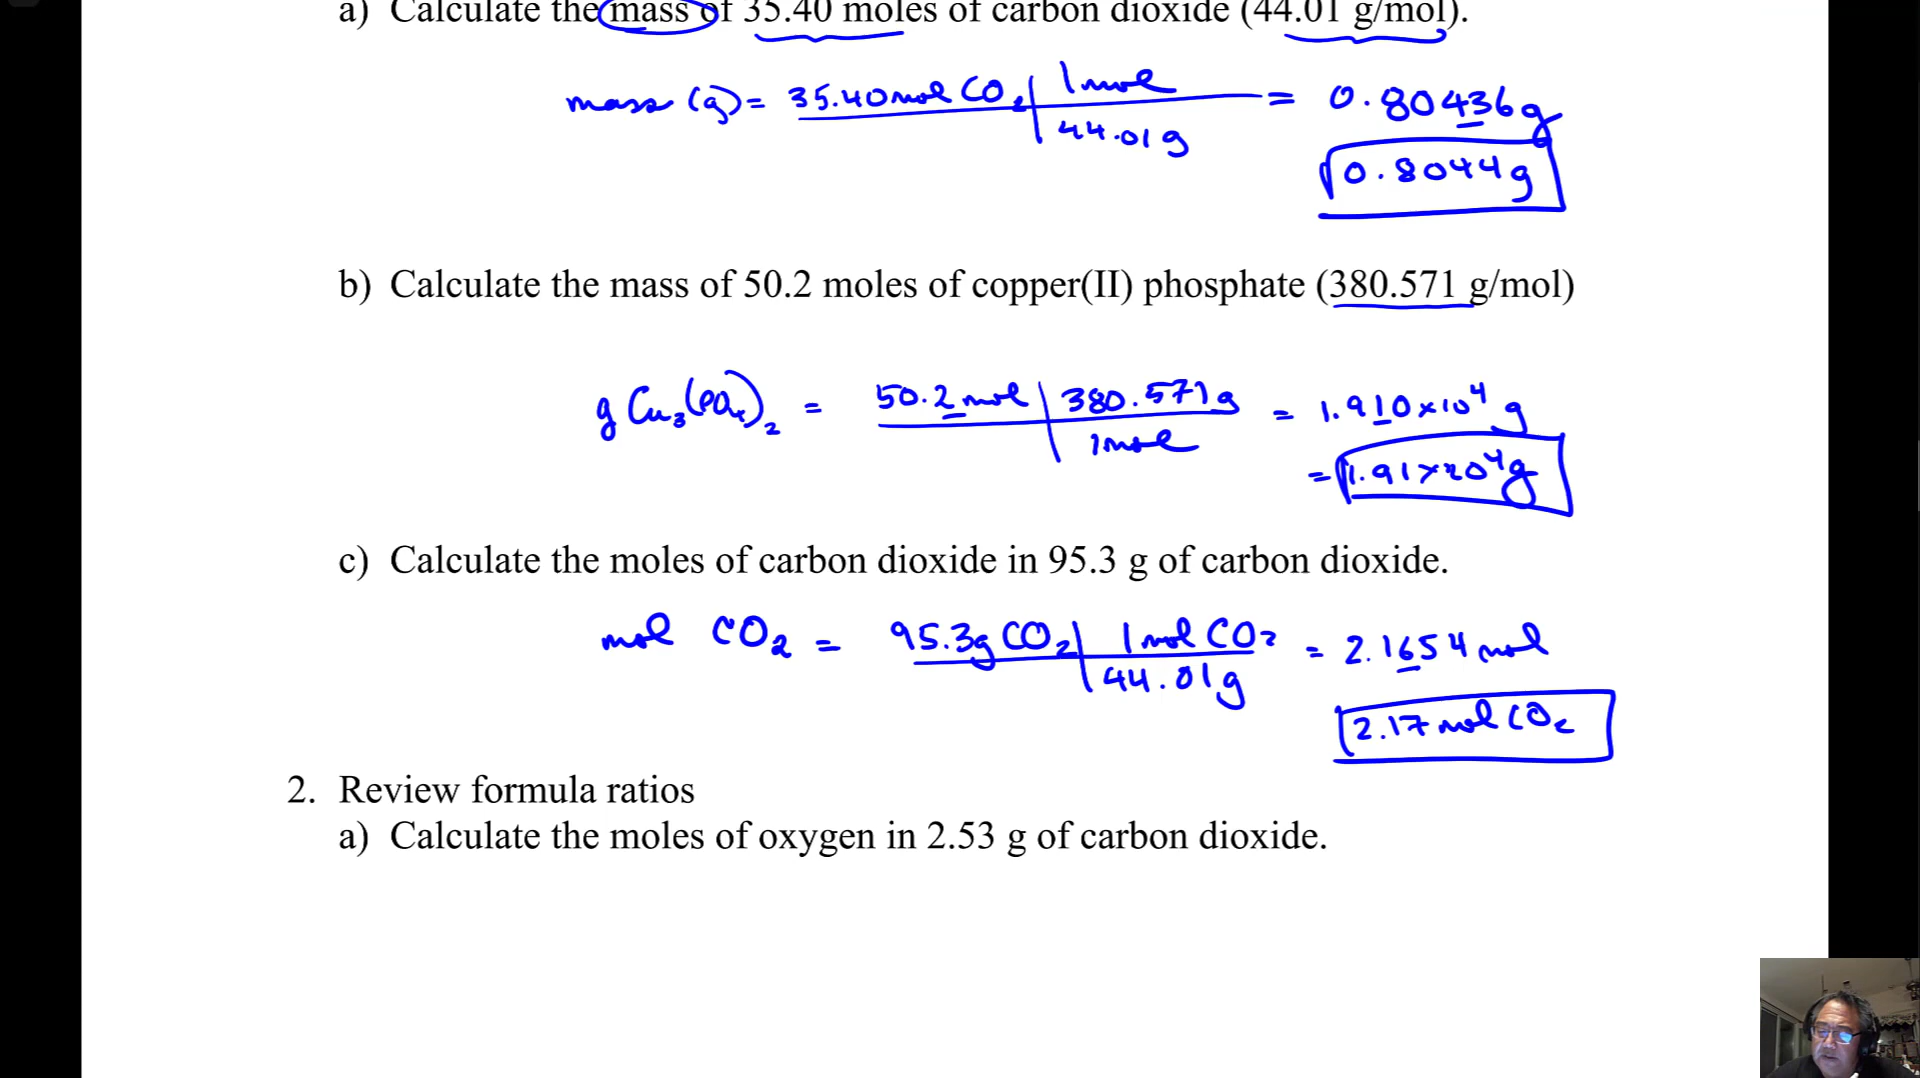 a) Calculate the mass of 35.40 moles of carbon dioxide (44.01 g/mol).
mass (g) = 35.40 mol CO2 | 1 mol = 0.80436 g
44.01 g
0.8044 g
b) Calculate the mass of 50.2 moles of copper(II) phosphate (380.571 g/mol)
g Cu3(PO4)2 = 50.2 mol | 380.571 g = 1.910 x 10^4 g
1 mol
= 1.91 x 10^4 g
c) Calculate the moles of carbon dioxide in 95.3 g of carbon dioxide.
mol CO2 = 95.3 g CO2 | 1 mol CO2 = 2.1654 mol
44.01 g
2.17 mol CO2
2. Review formula ratios
a) Calculate the moles of oxygen in 2.53 g of carbon dioxide.